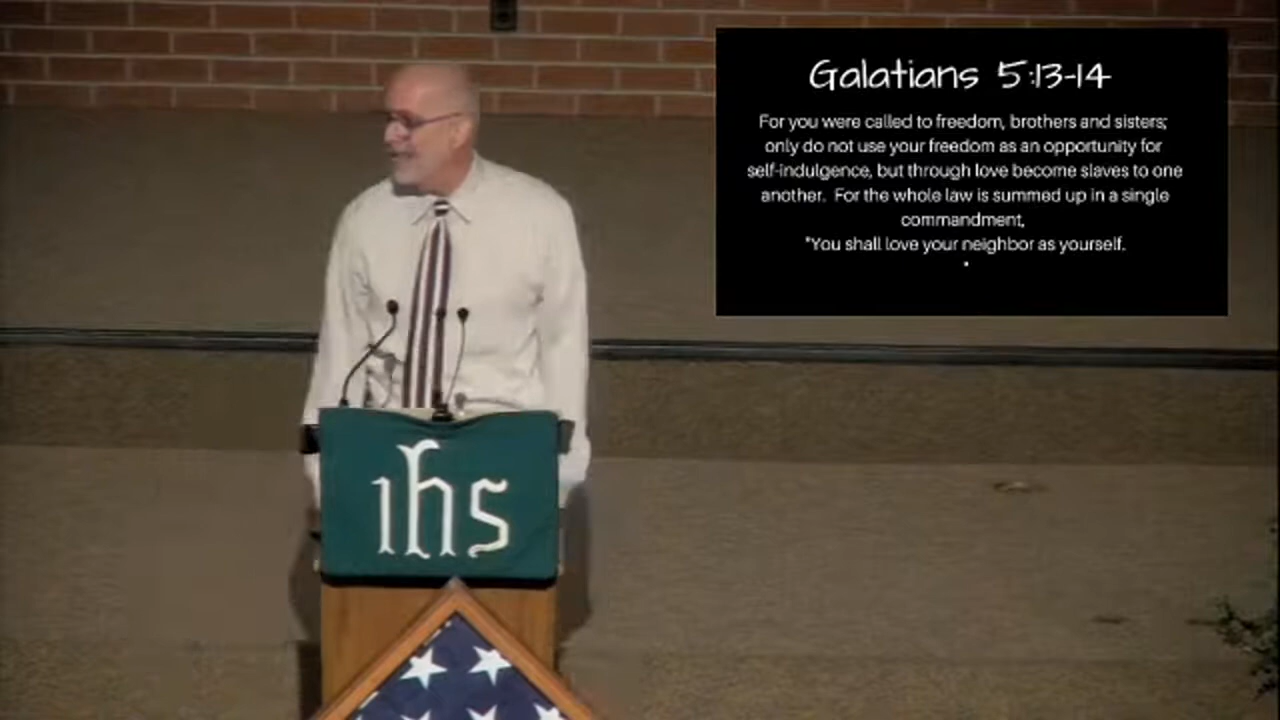 Galatians 5:13-14
For you were called to freedom, brothers and sisters;
only do not use your freedom as an opportunity for
self-indulgence, but through love become slaves to one
another. For the whole law is summed up in a single
commandment,
"You shall love your neighbor as yourself.
.
ihs